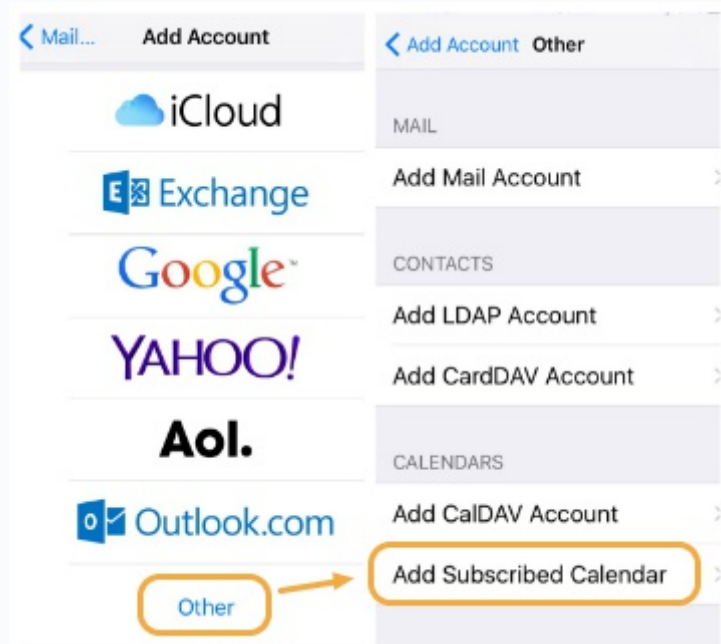 Mail... Add Account
iCloud
Exchange
Google
YAHOO!
Aol.
Outlook.com
Other
Add Account Other
MAIL
Add Mail Account
CONTACTS
Add LDAP Account
Add CardDAV Account
CALENDARS
Add CalDAV Account
Add Subscribed Calendar